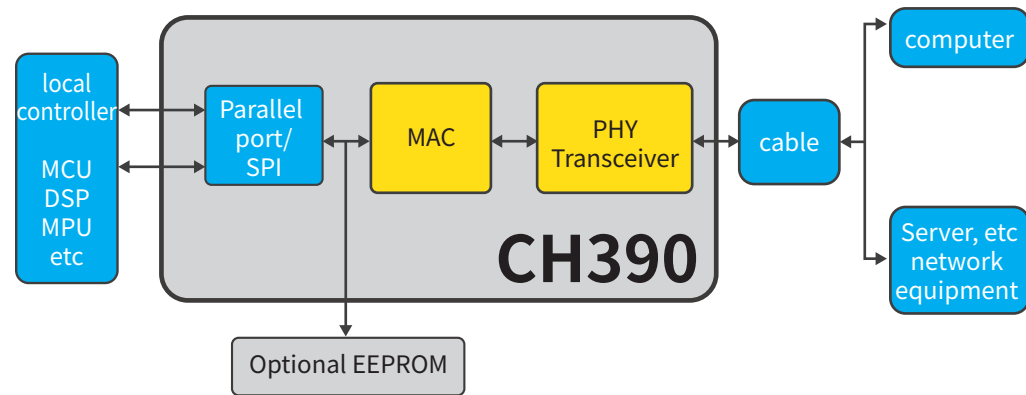 local
controller
MCU
DSP
MPU
etc
Parallel
port/
SPI
MAC
PHY
Transceiver
CH390
Optional EEPROM
cable
computer
Server, etc
network
equipment